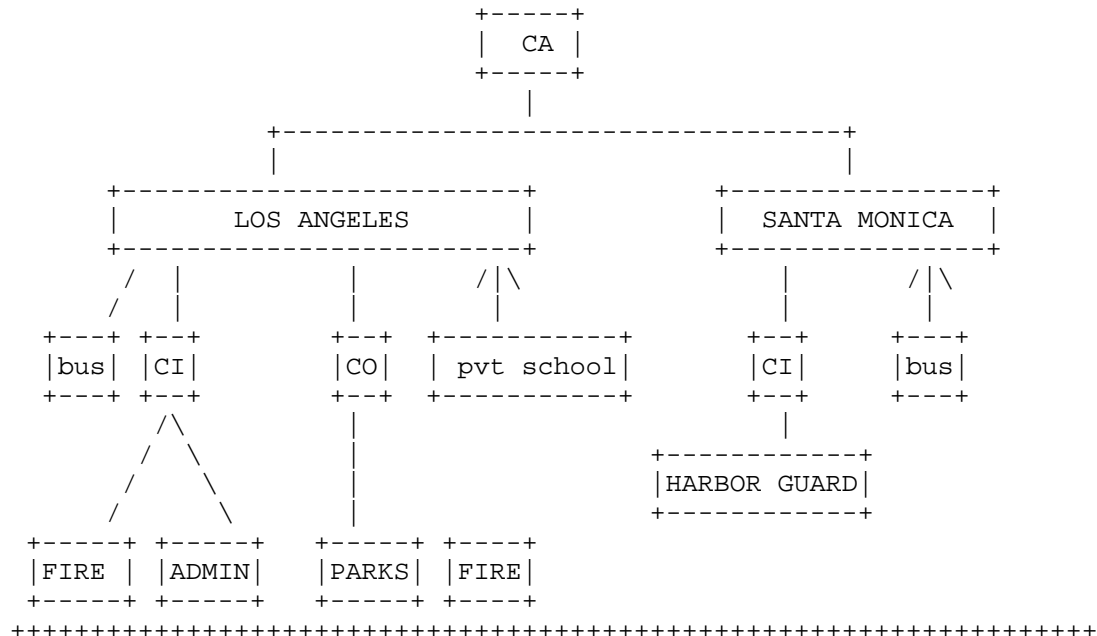 CA
LOS ANGELES SANTA MONICA
bus CI CO pvt school CI bus
HARBOR GUARD
FIRE ADMIN PARKS FIRE